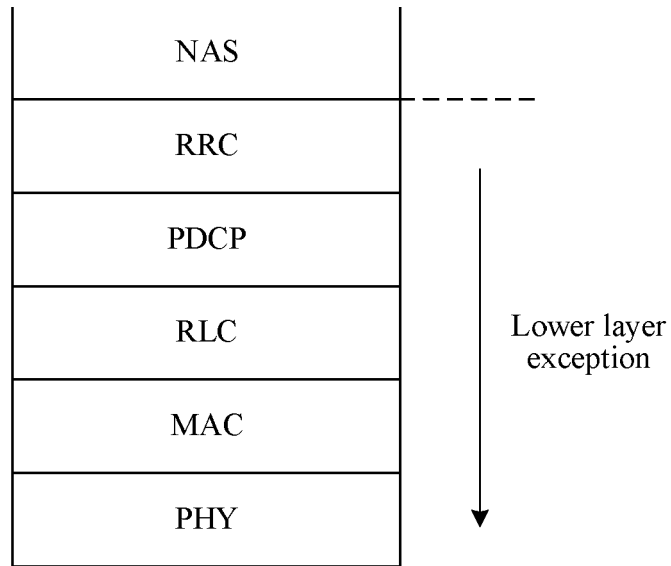 NAS
RRC
PDCP
RLC
MAC
PHY
Lower layer
exception